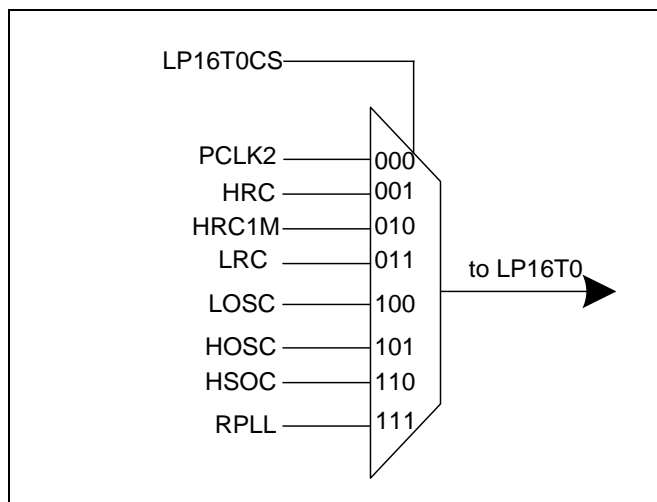 LP16T0CS
PCLK2 000
HRC 001
HRC1M 010
LRC 011
to LP16T0
LOSC 100
HOSC 101
HSOC 110
RPLL 111